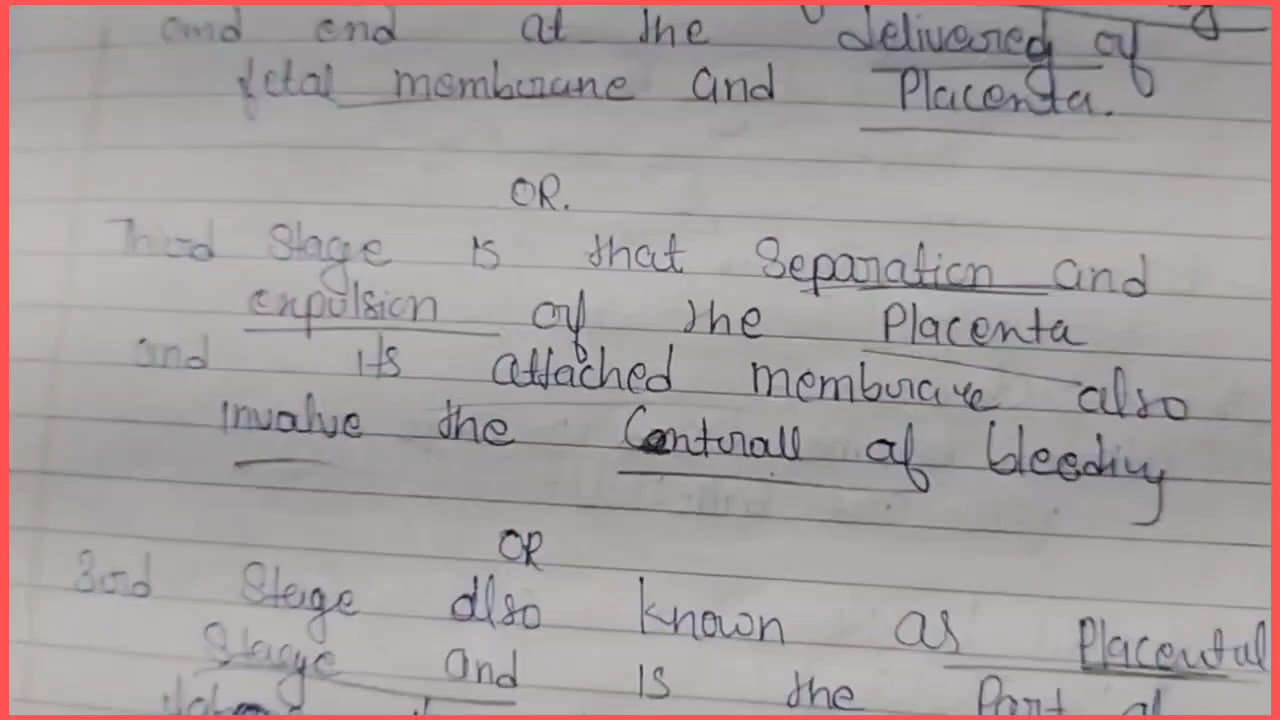 and end at the delivered of
fetal membrane and Placenta.
OR.
Third Stage is that Separation and
expulsion of the Placenta
and its attached membrane also
involve the Controll of bleeding
OR
3rd Stage also known as Placental
Stage and is the Part of